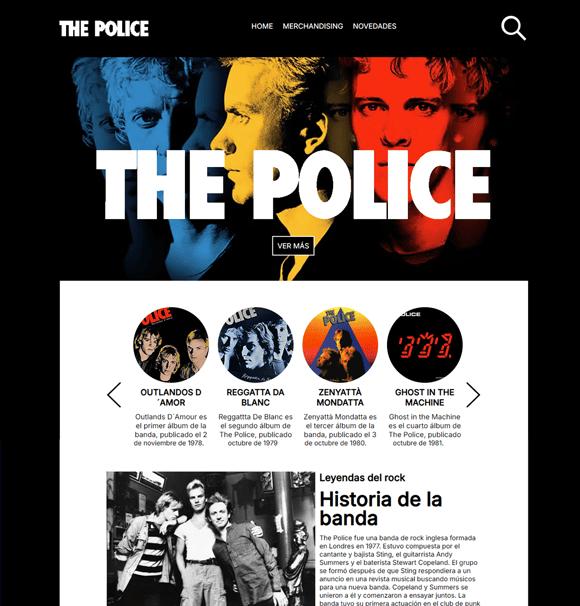 THE POLICE
HOME MERCHANDISING NOVEDADES
THE POLICE
VER MÁS
POLICE
POLICE
THE POLICE
POLICE
OUTLANDOS D
´AMOR
Outlands D´Amour es
el primer álbum de la
banda, publicado el 2
de noviembre de 1978.
REGGATTA DA
BLANC
Reggattta De Blanc es
el segundo álbum de
The Police, publicado
octubre de 1979
ZENYATTÀ
MONDATTA
Zenyattà Mondatta es
el tercer álbum de la
banda, publicado el 3
de octubre de 1980.
GHOST IN THE
MACHINE
Ghost in the Machine
es el cuarto álbum de
The Police, publicado
octubre de 1981.
Leyendas del rock
Historia de la
banda
The Police fue una banda de rock inglesa formada
en Londres en 1977. Estuvo compuesta por el
cantante y bajista Sting, el guitarrista Andy
Summers y el baterista Stewart Copeland. El grupo
se formó después de que Sting respondiera a un
anuncio en una revista musical buscando músicos
para una nueva banda. Copeland y Summers se
unieron a él y comenzaron a ensayar juntos. La
banda tuvo su primera actuación en el club de punk